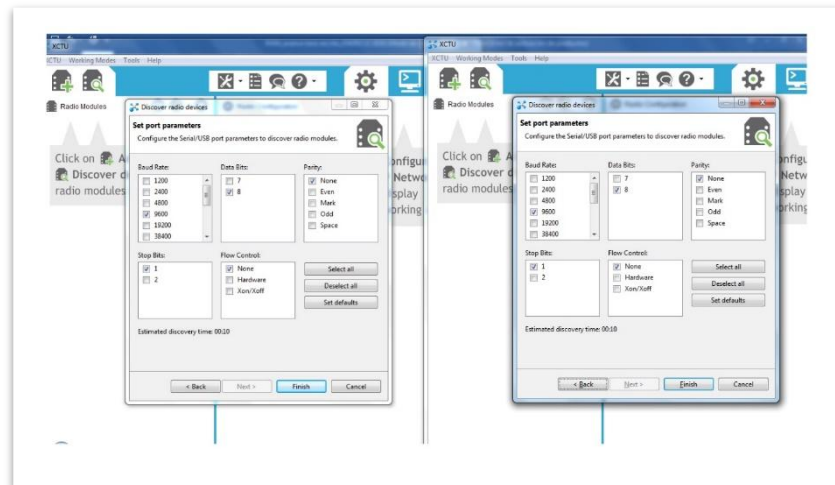 XCTU
CTU Working Modes Tools Help
Radio Modules
Click on
Discover
radio modules
Discover radio devices
Set port parameters
Configure the Serial/USB port parameters to discover radio modules.
Baud Rate:
1200
2400
4800
9600
19200
38400
Data Bits:
7
8
Parity:
None
Even
Mark
Odd
Space
Stop Bits:
1
2
Flow Control:
None
Hardware
Xon/Xoff
Select all
Deselect all
Set defaults
Estimated discovery time: 00:10
< Back
Next >
Finish
Cancel
XCTU
XCTU Working Modes Tools Help
Radio Modules
Click on
Discover
radio modules
Discover radio devices
Set port parameters
Configure the Serial/USB port parameters to discover radio modules.
Baud Rate:
1200
2400
4800
9600
19200
38400
Data Bits:
7
8
Parity:
None
Even
Mark
Odd
Space
Stop Bits:
1
2
Flow Control:
None
Hardware
Xon/Xoff
Select all
Deselect all
Set defaults
Estimated discovery time: 00:10
< Back
Next >
Finish
Cancel